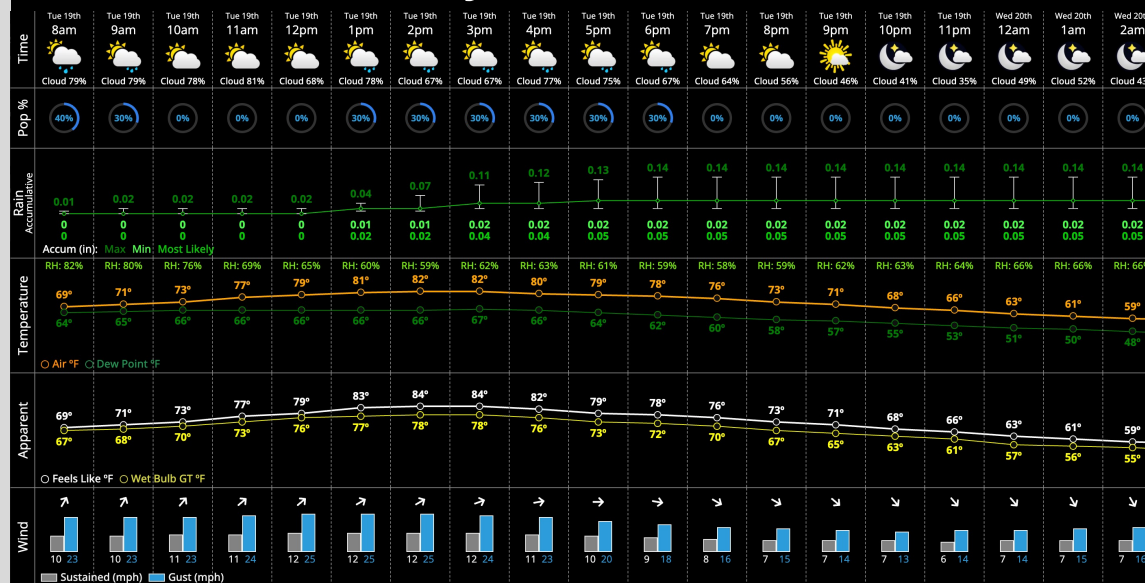 Time
Tue 19th Tue 19th Tue 19th Tue 19th Tue 19th Tue 19th Tue 19th Tue 19th Tue 19th Tue 19th Tue 19th Tue 19th Tue 19th Tue 19th Tue 19th Tue 19th Wed 20th Wed 20th Wed 20t
8am 9am 10am 11am 12pm 1pm 2pm 3pm 4pm 5pm 6pm 7pm 8pm 9pm 10pm 11pm 12am 1am 2am
Cloud 79% Cloud 79% Cloud 78% Cloud 81% Cloud 68% Cloud 78% Cloud 67% Cloud 67% Cloud 77% Cloud 75% Cloud 67% Cloud 64% Cloud 56% Cloud 46% Cloud 41% Cloud 35% Cloud 49% Cloud 52% Cloud 43
Pop %
40% 30% 0% 0% 0% 30% 30% 30% 30% 30% 30% 0% 0% 0% 0% 0% 0% 0% 0%
Rain
Accumulative
0.01 0.02 0.02 0.02 0.02 0.04 0.07 0.11 0.12 0.13 0.14 0.14 0.14 0.14 0.14 0.14 0.14 0.14 0.14
0 0 0 0 0 0.01 0.01 0.02 0.02 0.02 0.02 0.02 0.02 0.02 0.02 0.02 0.02 0.02 0.02
0 0 0 0 0 0.02 0.02 0.04 0.04 0.05 0.05 0.05 0.05 0.05 0.05 0.05 0.05 0.05 0.05
Accum (in): Max Min Most Likely
Temperature
RH: 82% RH: 80% RH: 76% RH: 69% RH: 65% RH: 60% RH: 59% RH: 62% RH: 63% RH: 61% RH: 59% RH: 58% RH: 59% RH: 62% RH: 63% RH: 64% RH: 66% RH: 66% RH: 66
69° 71° 73° 77° 79° 81° 82° 82° 80° 79° 78° 76° 73° 71° 68° 66° 63° 61° 59°
64° 65° 66° 66° 66° 66° 66° 67° 66° 64° 62° 60° 58° 57° 55° 53° 51° 50° 48°
Air ºF Dew Point ºF
Apparent
69° 71° 73° 77° 79° 83° 84° 84° 82° 79° 78° 76° 73° 71° 68° 66° 63° 61° 59°
67° 68° 70° 73° 76° 77° 78° 78° 76° 73° 72° 70° 67° 65° 63° 61° 57° 56° 55°
Feels Like ºF Wet Bulb GT ºF
Wind
10 23 10 23 11 23 11 24 12 25 12 25 12 25 12 24 11 23 10 20 9 18 8 16 7 15 7 14 7 13 6 14 7 14 7 15 7 16
Sustained (mph) Gust (mph)